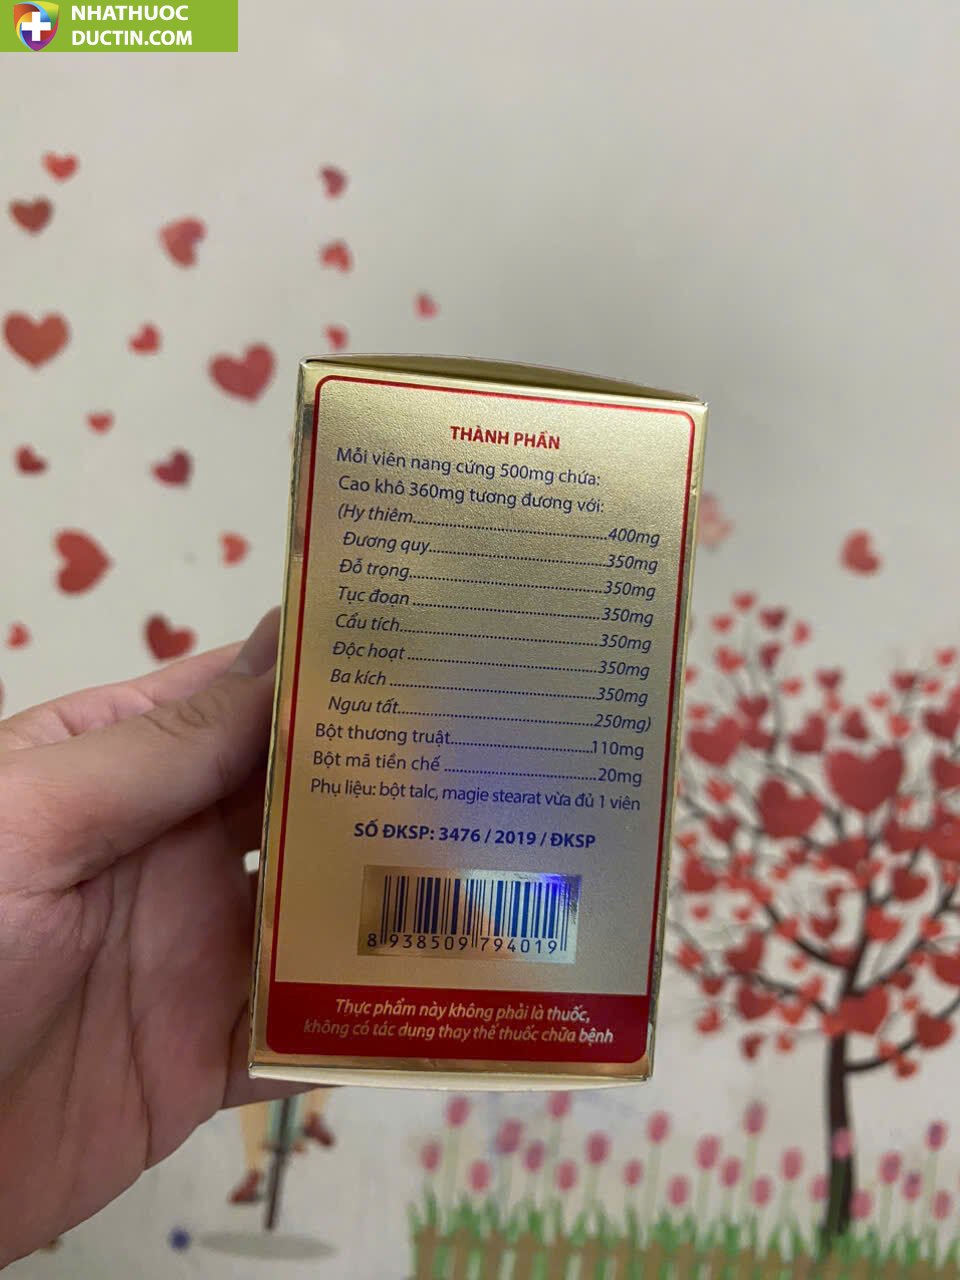 NHATHUOC
DUCTIN.COM
THÀNH PHẦN
Mỗi viên nang cứng 500mg chứa:
Cao khô 360mg tương đương với:
(Hy thiêm.......................................400mg
Đương quy....................................350mg
Đỗ trọng.......................................350mg
Tục đoạn ......................................350mg
Cẩu tích........................................350mg
Độc hoạt ......................................350mg
Ba kích .........................................350mg
Ngưu tất.......................................250mg)
Bột thương truật............................110mg
Bột mã tiền chế ..............................20mg
Phụ liệu: bột talc, magie stearat vừa đủ 1 viên
SỐ ĐKSP: 3476 / 2019 / ĐKSP
8 938509 794019
Thực phẩm này không phải là thuốc,
không có tác dụng thay thế thuốc chữa bệnh